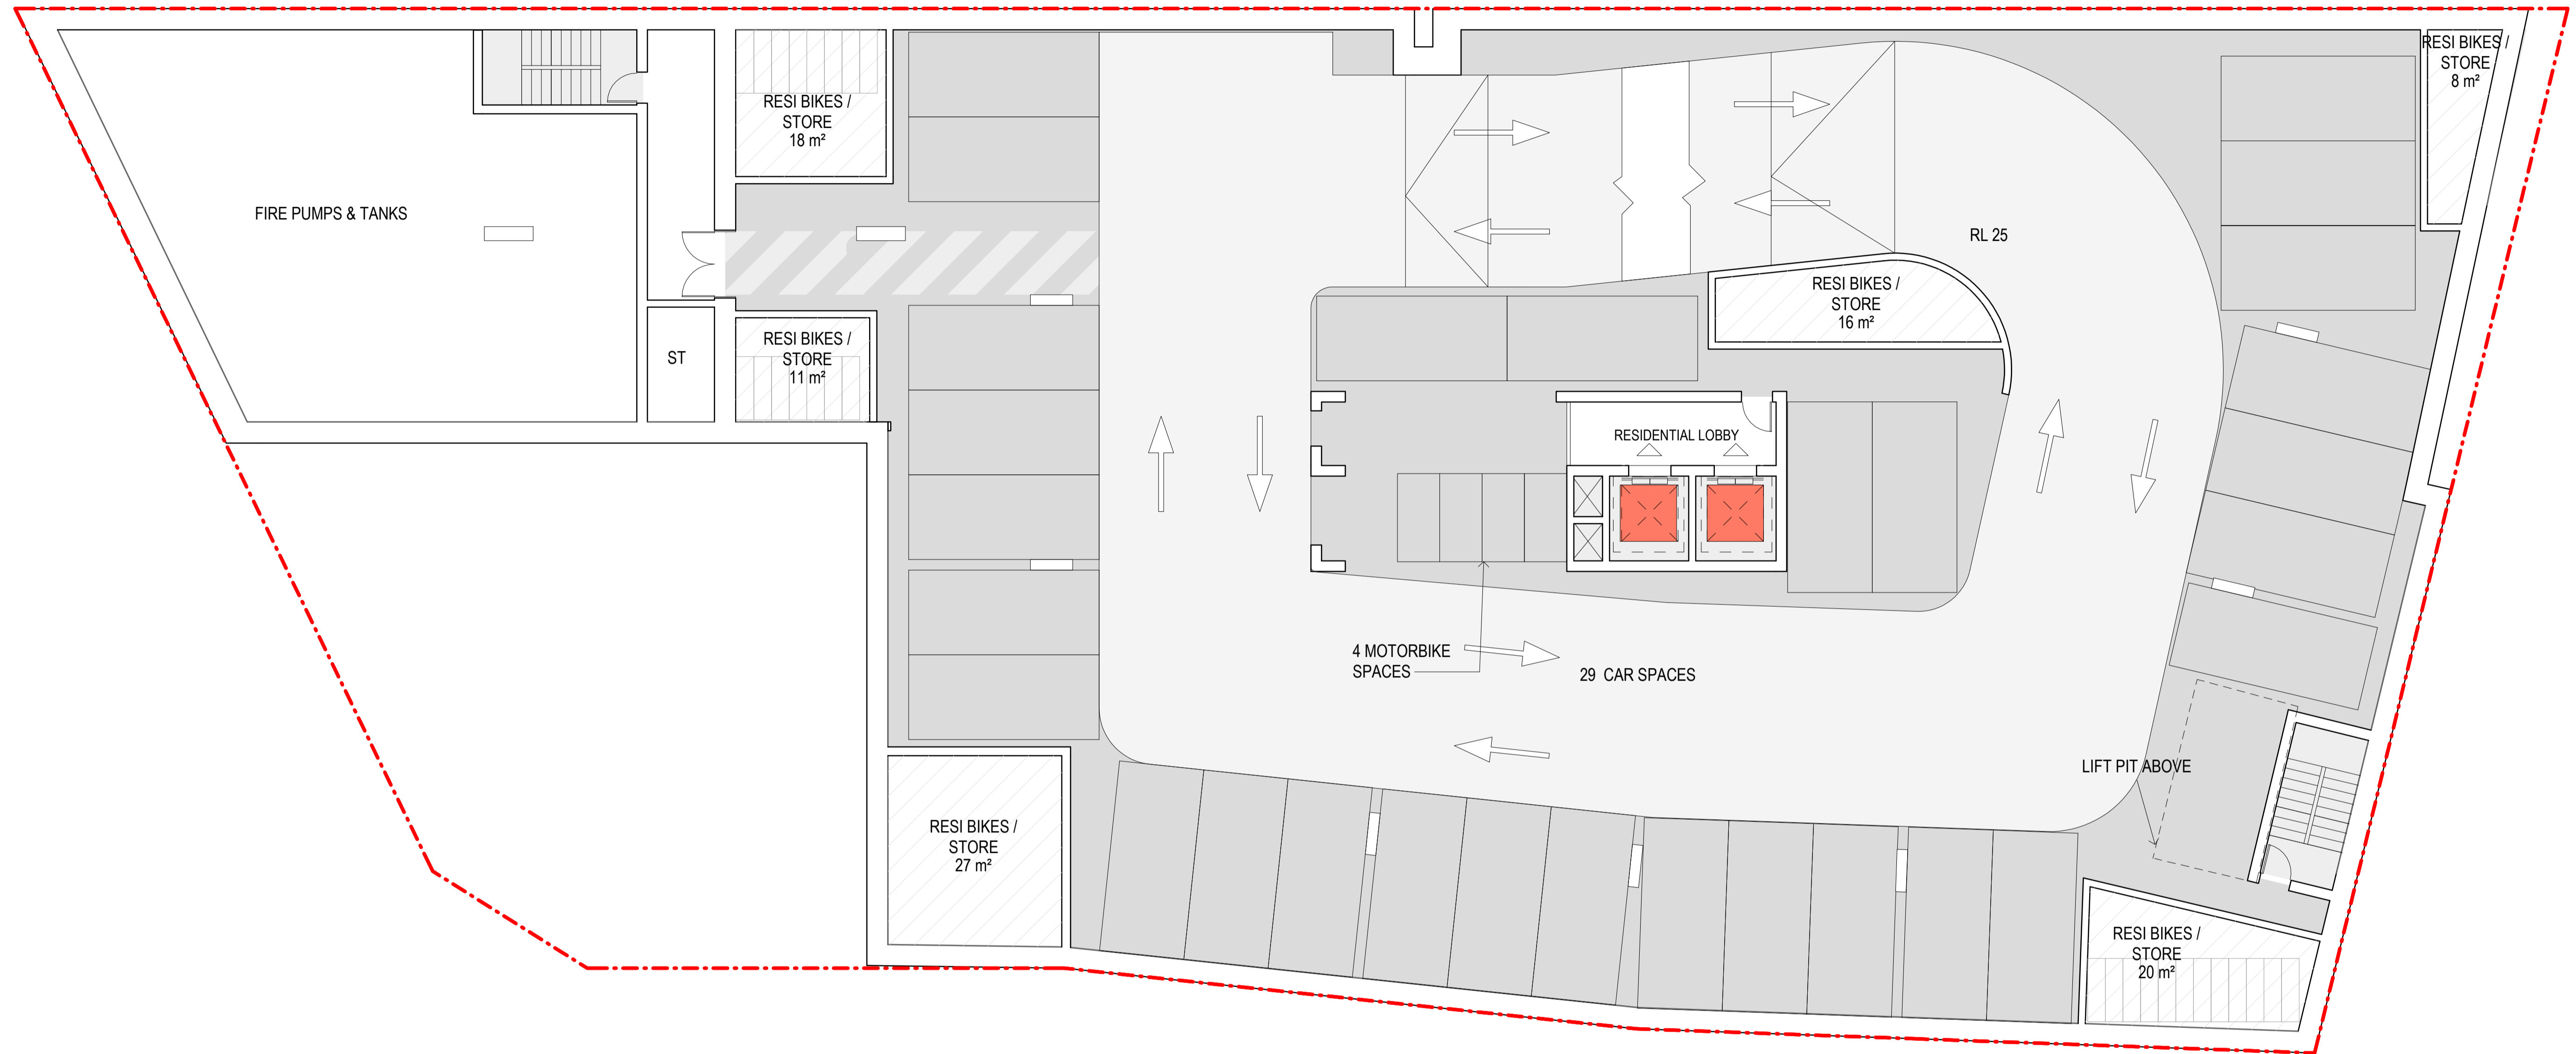 RESI BIKES /
STORE
8 m²
RESI BIKES /
STORE
18 m²
FIRE PUMPS & TANKS
RL 25
RESI BIKES /
STORE
16 m²
RESI BIKES /
STORE
11 m²
ST
RESIDENTIAL LOBBY
4 MOTORBIKE
SPACES
29 CAR SPACES
LIFT PIT ABOVE
RESI BIKES /
STORE
27 m²
RESI BIKES /
STORE
20 m²